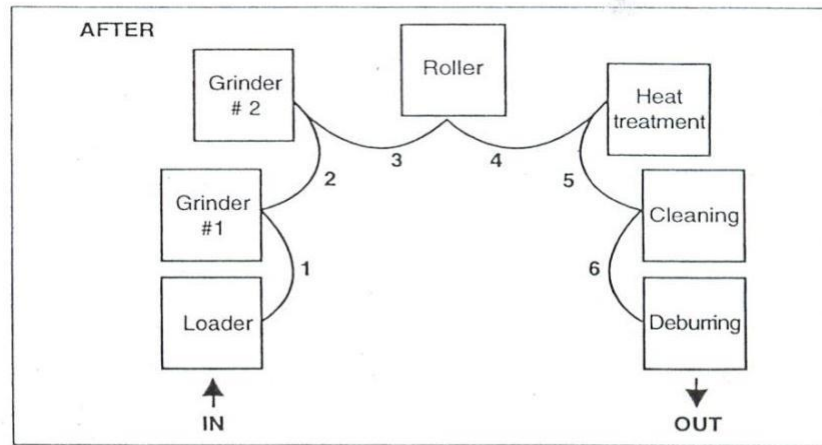 AFTER
Grinder
# 2
Roller
Heat
treatment
2
3
4
5
Grinder
#1
Cleaning
1
6
Loader
Deburring
IN
OUT